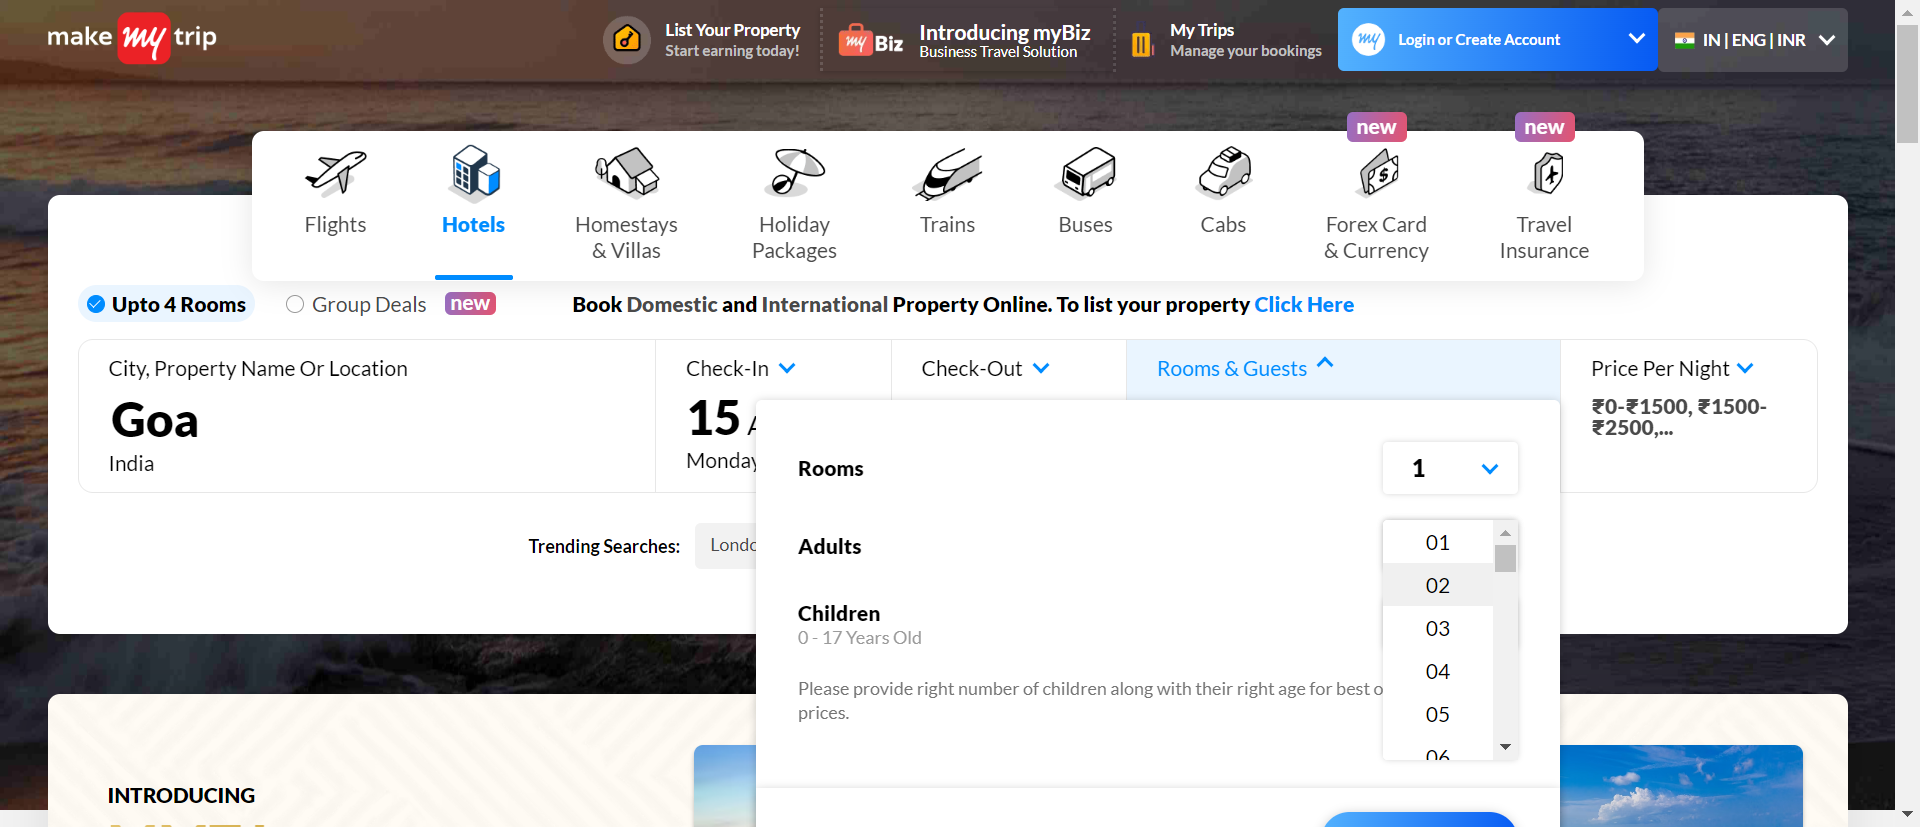 make my trip
List Your Property
Start earning today!
my Biz
Introducing myBiz
Business Travel Solution
My Trips
Manage your bookings
my
Login or Create Account
IN | ENG | INR
new
new
Flights
Hotels
Homestays
& Villas
Holiday
Packages
Trains
Buses
Cabs
Forex Card
& Currency
Travel
Insurance
Upto 4 Rooms
Group Deals
new
Book Domestic and International Property Online. To list your property Click Here
City, Property Name Or Location
Goa
India
Check-In
15
Monday
Check-Out
Rooms & Guests
Price Per Night
₹0-₹1500, ₹1500-
₹2500,...
Trending Searches:
Rooms
1
Adults
01
02
03
04
05
06
Children
0 - 17 Years Old
Please provide right number of children along with their right age for best
prices.
INTRODUCING